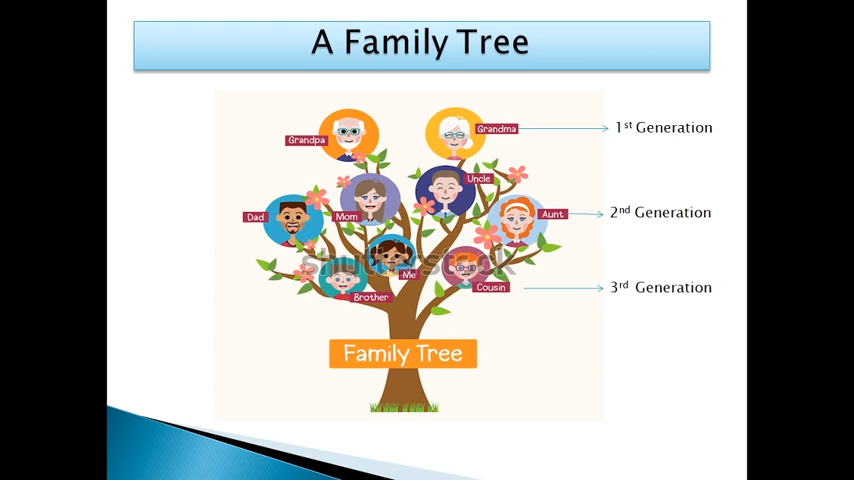 A Family Tree
Grandpa
Grandma
1st Generation
Uncle
Dad
Mom
Aunt
2nd Generation
shutterstock
Me
Brother
Cousin
3rd Generation
Family Tree